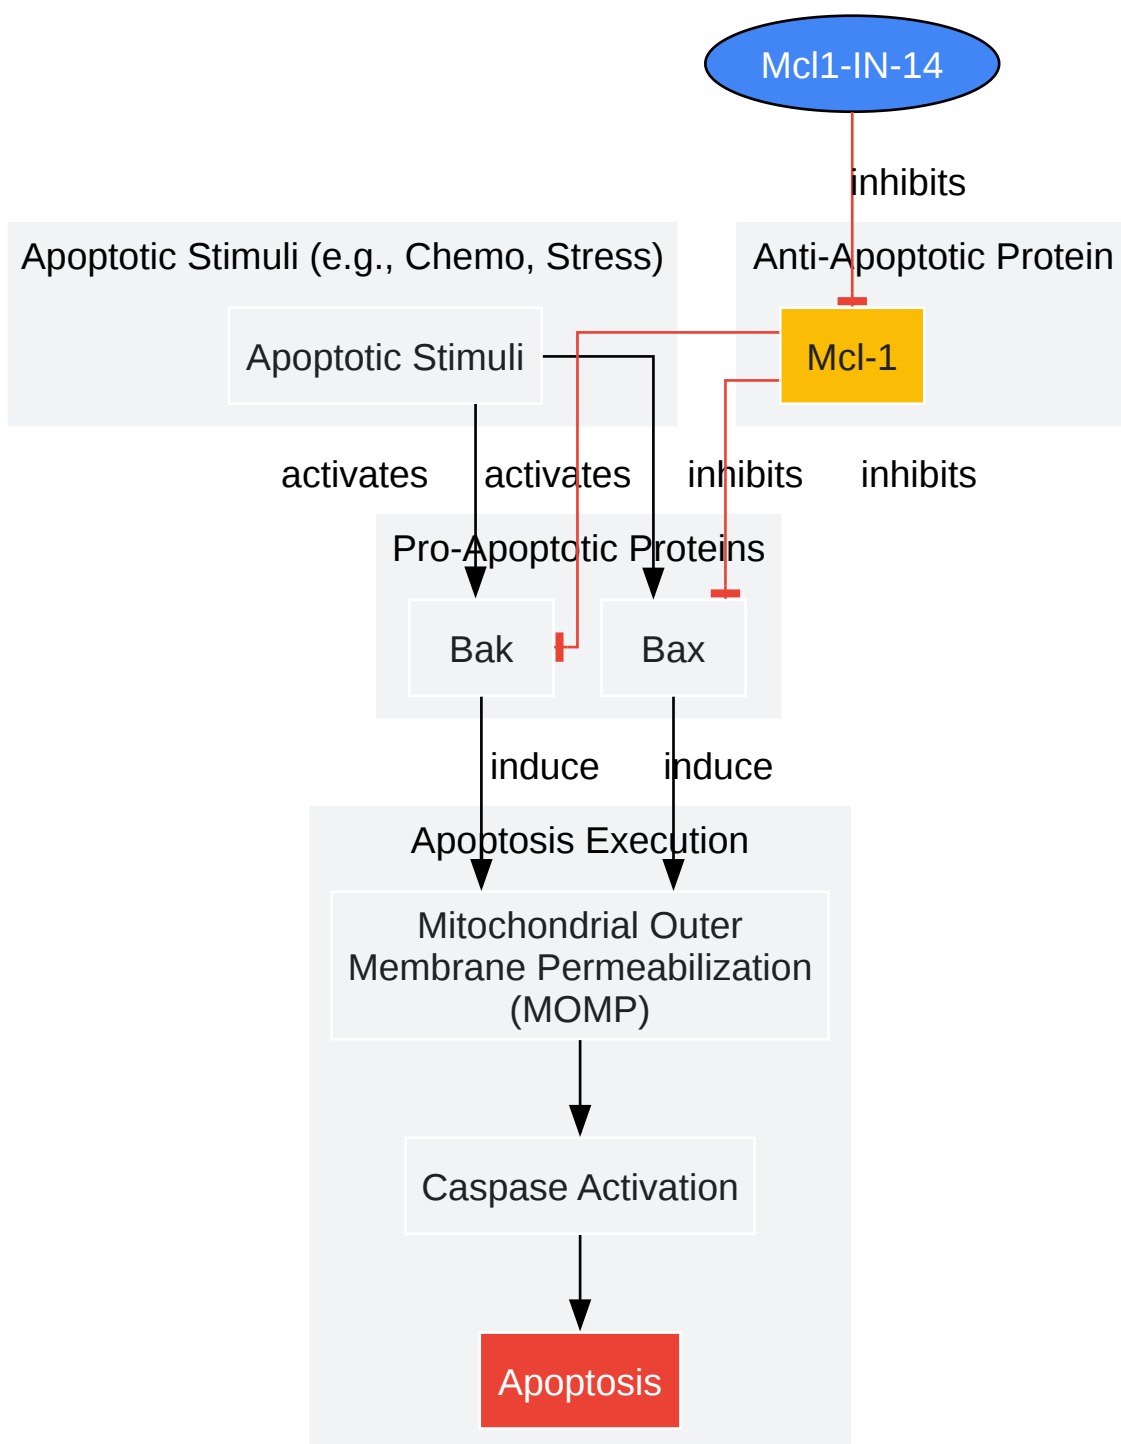 Mcl1-IN-14
inhibits
Apoptotic Stimuli (e.g., Chemo, Stress)
Anti-Apoptotic Protein
Apoptotic Stimuli
Mcl-1
activates
activates
inhibits
inhibits
Pro-Apoptotic Proteins
Bak
Bax
induce
induce
Apoptosis Execution
Mitochondrial Outer
Membrane Permeabilization
(MOMP)
Caspase Activation
Apoptosis